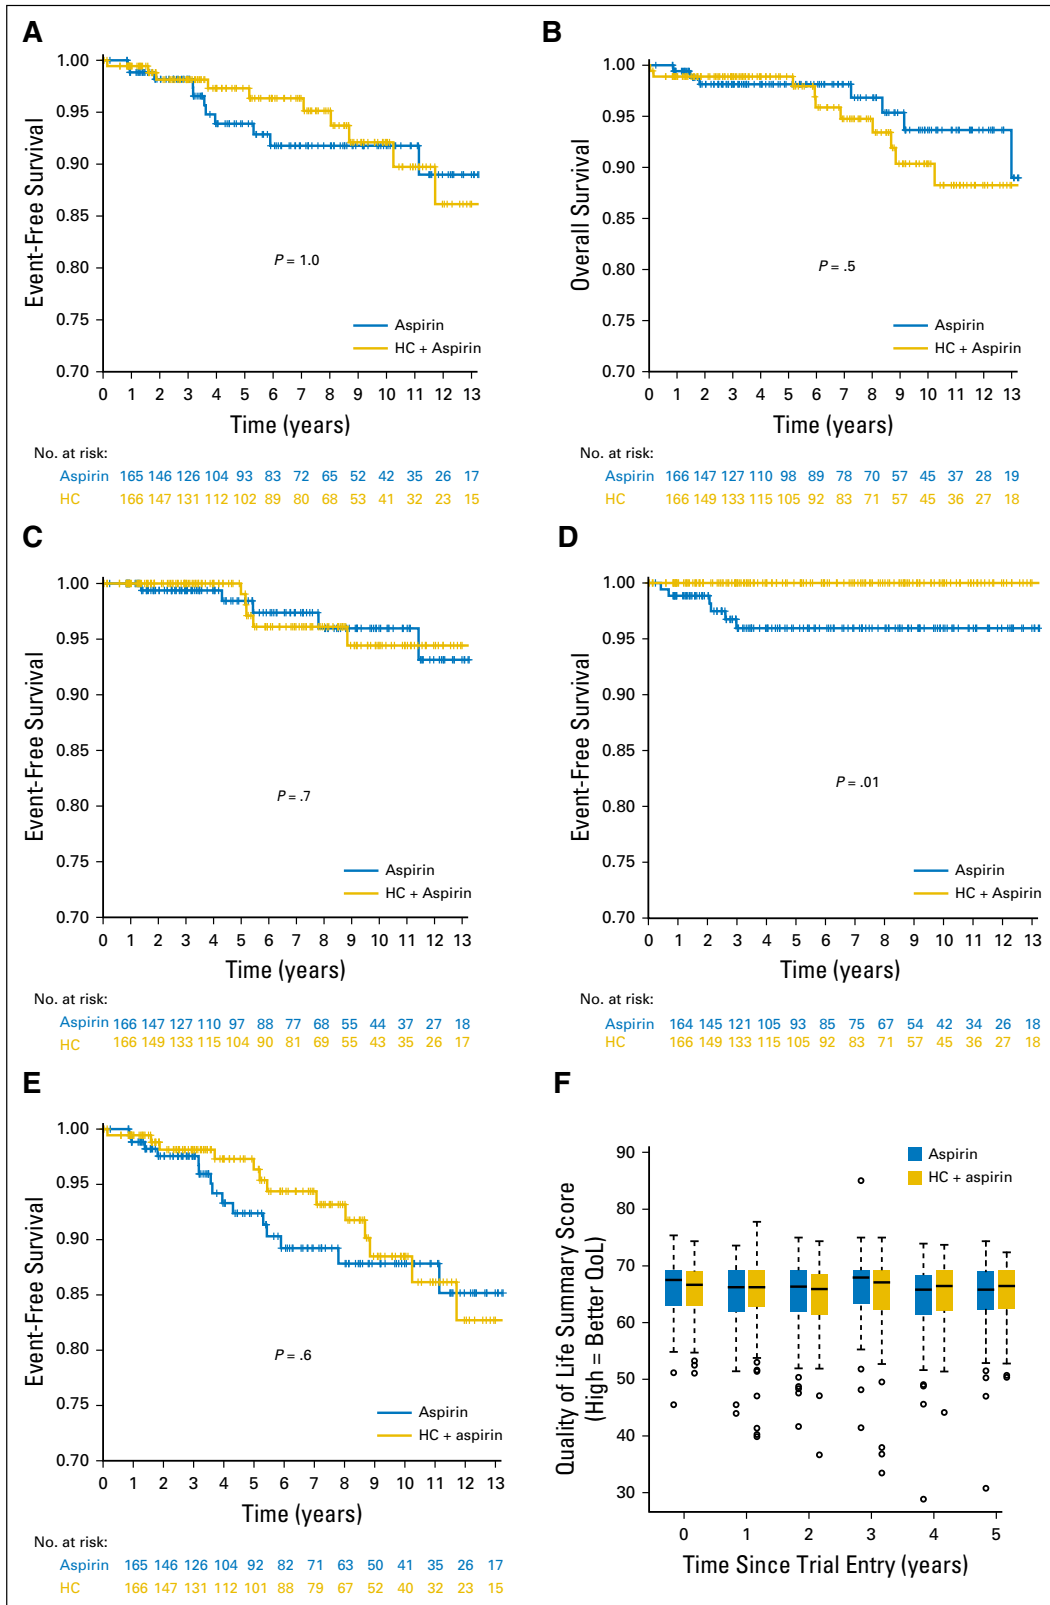 A
1.00
0.95
0.90
0.85
0.80
0.75
0.70
Event-Free Survival
P = 1.0
Aspirin
HC + Aspirin
0 1 2 3 4 5 6 7 8 9 10 11 12 13
Time (years)
No. at risk:
Aspirin 165 146 126 104 93 83 72 65 52 42 35 26 17
HC 166 147 131 112 102 89 80 68 53 41 32 23 15
B
1.00
0.95
0.90
0.85
0.80
0.75
0.70
Overall Survival
P = .5
Aspirin
HC + Aspirin
0 1 2 3 4 5 6 7 8 9 10 11 12 13
Time (years)
No. at risk:
Aspirin 166 147 127 110 98 89 78 70 57 45 37 28 19
HC 166 149 133 115 105 92 83 71 57 45 36 27 18
C
1.00
0.95
0.90
0.85
0.80
0.75
0.70
Event-Free Survival
P = .7
Aspirin
HC + Aspirin
0 1 2 3 4 5 6 7 8 9 10 11 12 13
Time (years)
No. at risk:
Aspirin 166 147 127 110 97 88 77 68 55 44 37 27 18
HC 166 149 133 115 104 90 81 69 55 43 35 26 17
D
1.00
0.95
0.90
0.85
0.80
0.75
0.70
Event-Free Survival
P = .01
Aspirin
HC + Aspirin
0 1 2 3 4 5 6 7 8 9 10 11 12 13
Time (years)
No. at risk:
Aspirin 164 145 121 105 93 85 75 67 54 42 34 26 18
HC 166 149 133 115 105 92 83 71 57 45 36 27 18
E
1.00
0.95
0.90
0.85
0.80
0.75
0.70
Event-Free Survival
P = .6
Aspirin
HC + aspirin
0 1 2 3 4 5 6 7 8 9 10 11 12 13
Time (years)
No. at risk:
Aspirin 165 146 126 104 92 82 71 63 50 41 35 26 17
HC 166 147 131 112 101 88 79 67 52 40 32 23 15
F
90
80
70
60
50
40
30
Quality of Life Summary Score
(High = Better QoL)
Aspirin
HC + aspirin
0 1 2 3 4 5
Time Since Trial Entry (years)